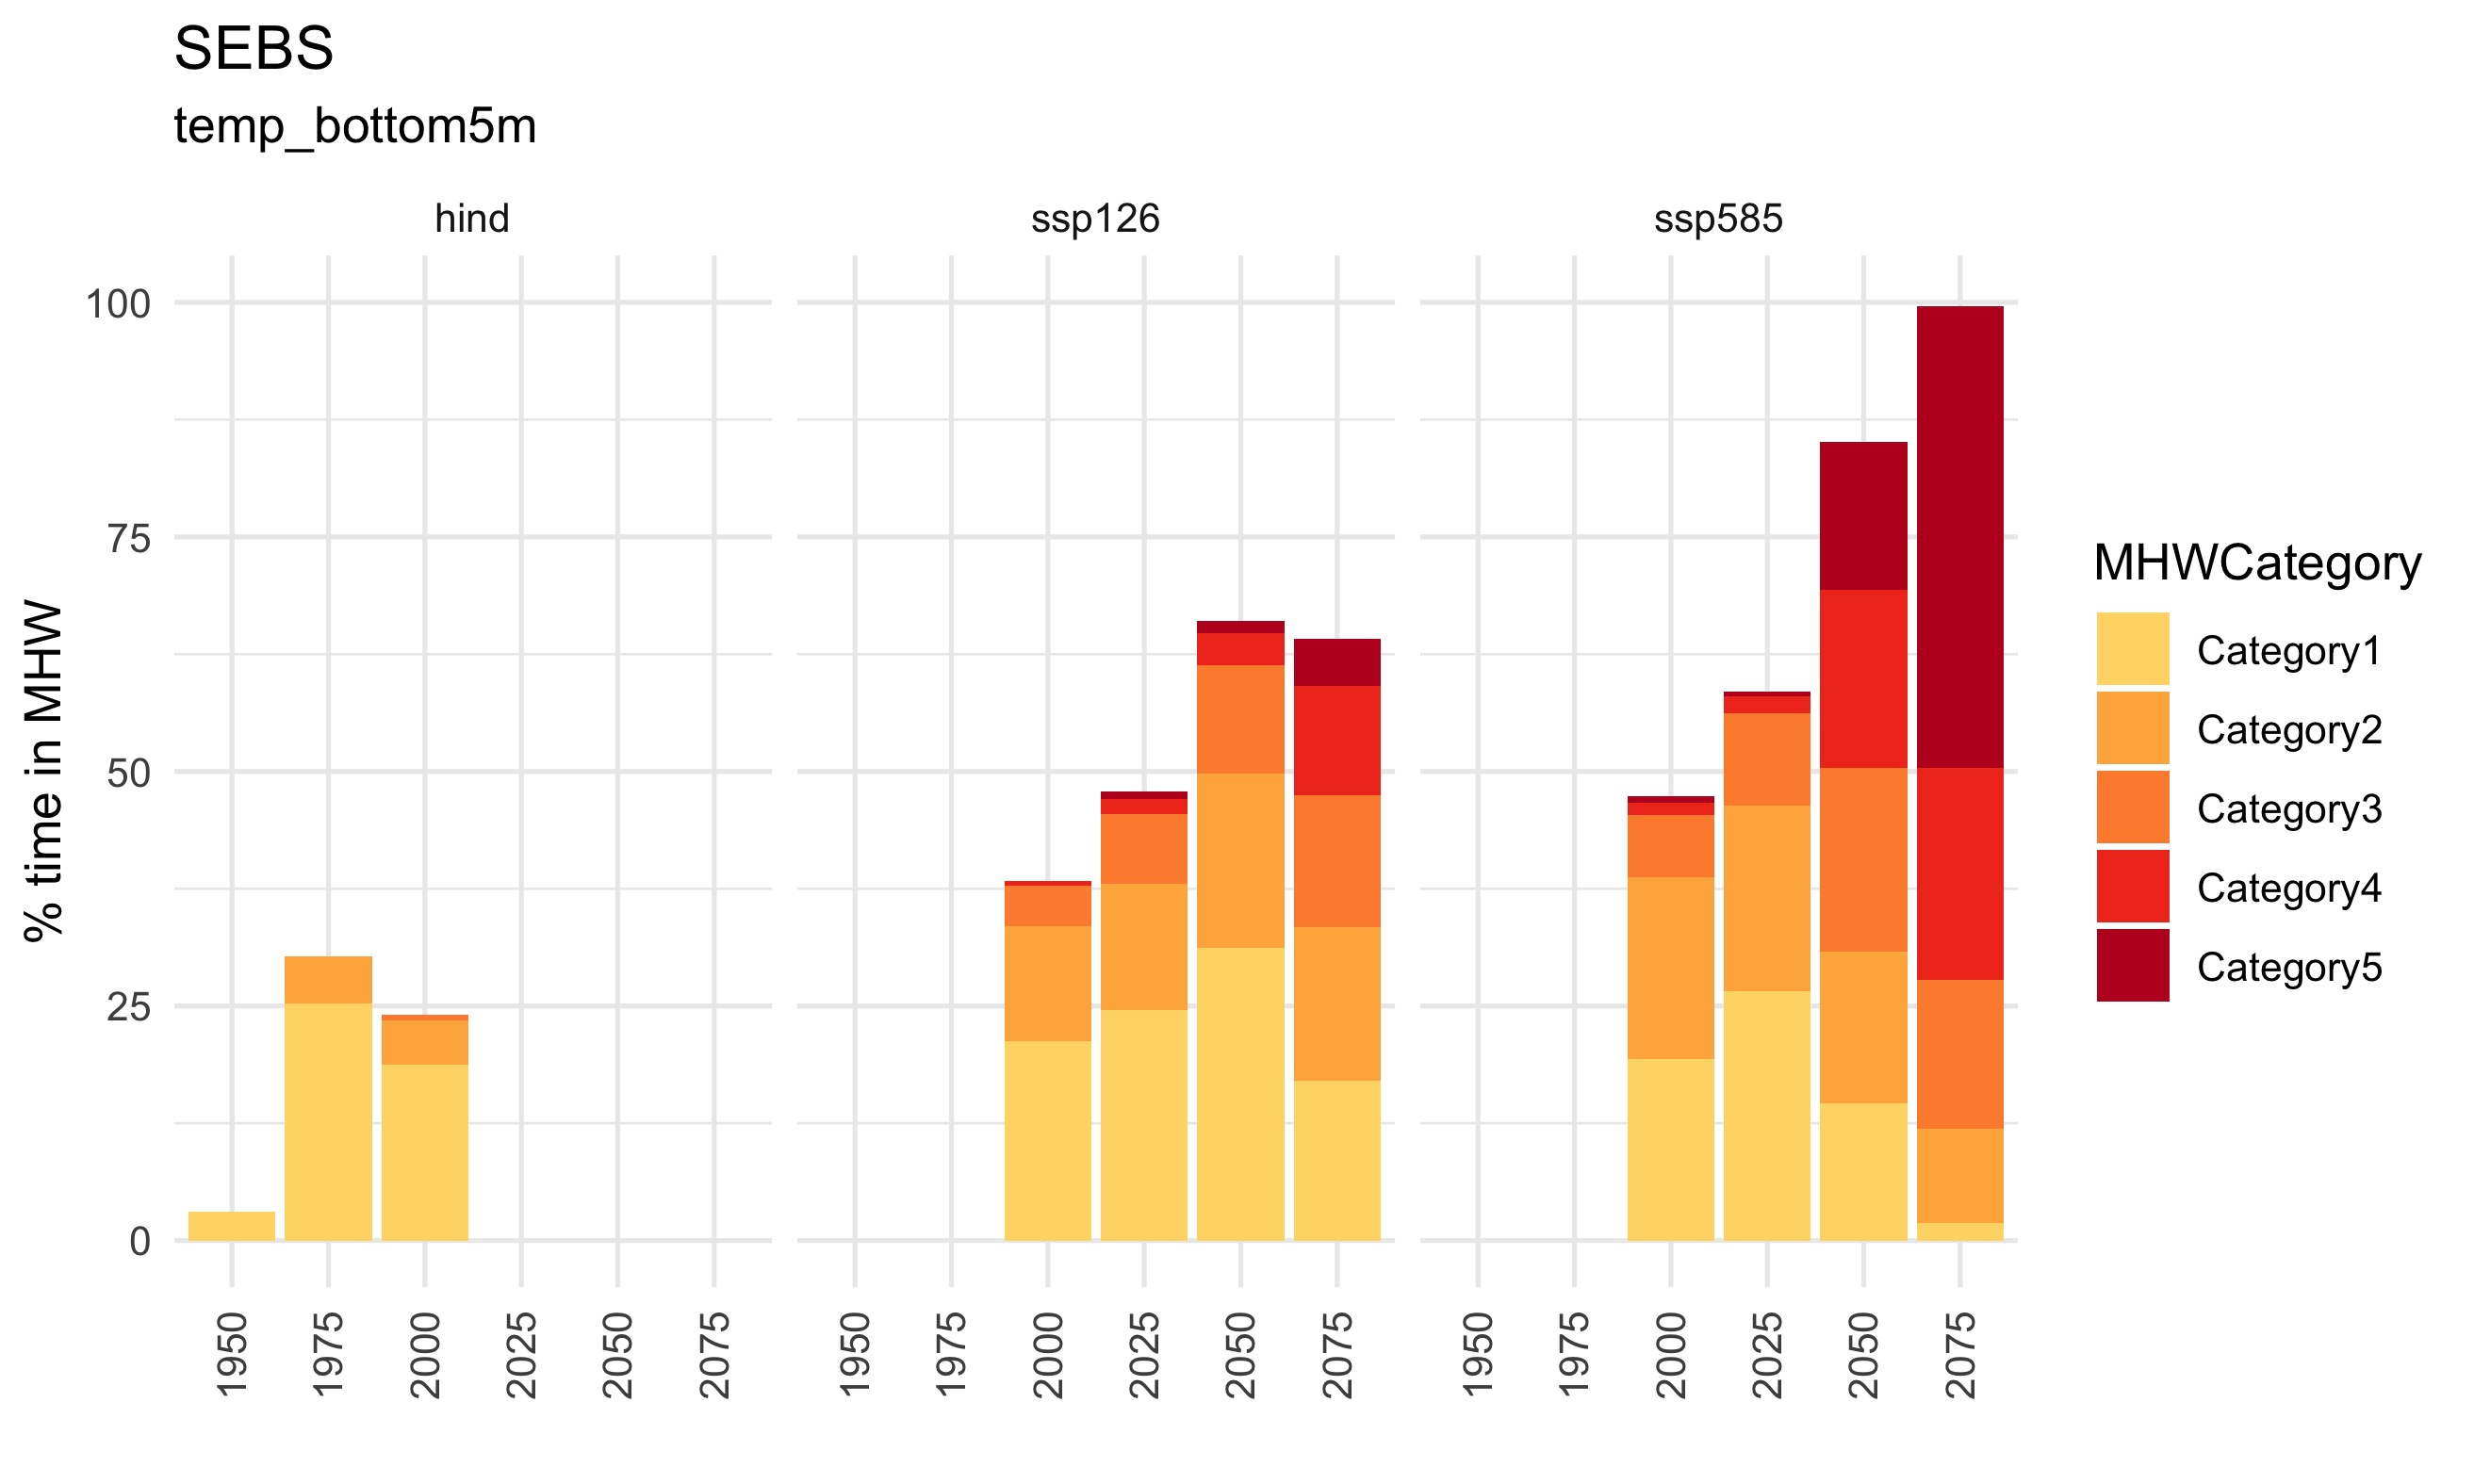 SEBS
temp_bottom5m
hind ssp126 ssp585
100
75
50
25
0
% time in MHW
1950 1975 2000 2025 2050 2075 1950 1975 2000 2025 2050 2075 1950 1975 2000 2025 2050 2075
MHWCategory
Category1
Category2
Category3
Category4
Category5